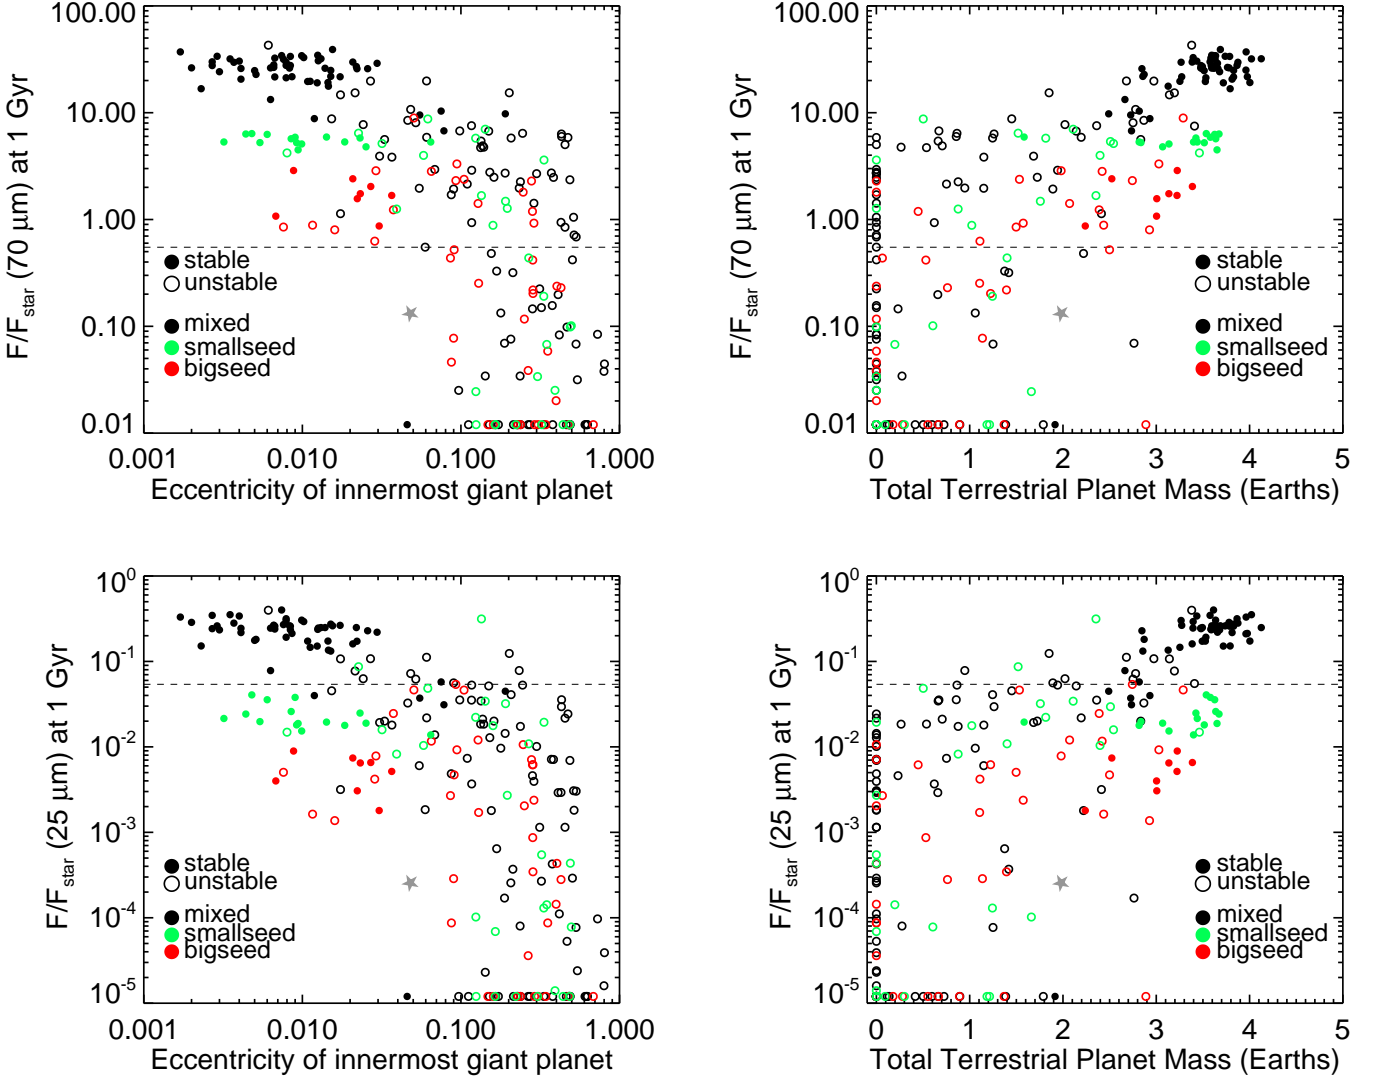 100.00
10.00
1.00
0.10
0.01
F/F_star (70 μm) at 1 Gyr
stable
unstable
mixed
smallseed
bigseed
0.001 0.010 0.100 1.000
Eccentricity of innermost giant planet
100.00
10.00
1.00
0.10
0.01
F/F_star (70 μm) at 1 Gyr
stable
unstable
mixed
smallseed
bigseed
0 1 2 3 4 5
Total Terrestrial Planet Mass (Earths)
10^0
10^-1
10^-2
10^-3
10^-4
10^-5
F/F_star (25 μm) at 1 Gyr
stable
unstable
mixed
smallseed
bigseed
0.001 0.010 0.100 1.000
Eccentricity of innermost giant planet
10^0
10^-1
10^-2
10^-3
10^-4
10^-5
F/F_star (25 μm) at 1 Gyr
stable
unstable
mixed
smallseed
bigseed
0 1 2 3 4 5
Total Terrestrial Planet Mass (Earths)